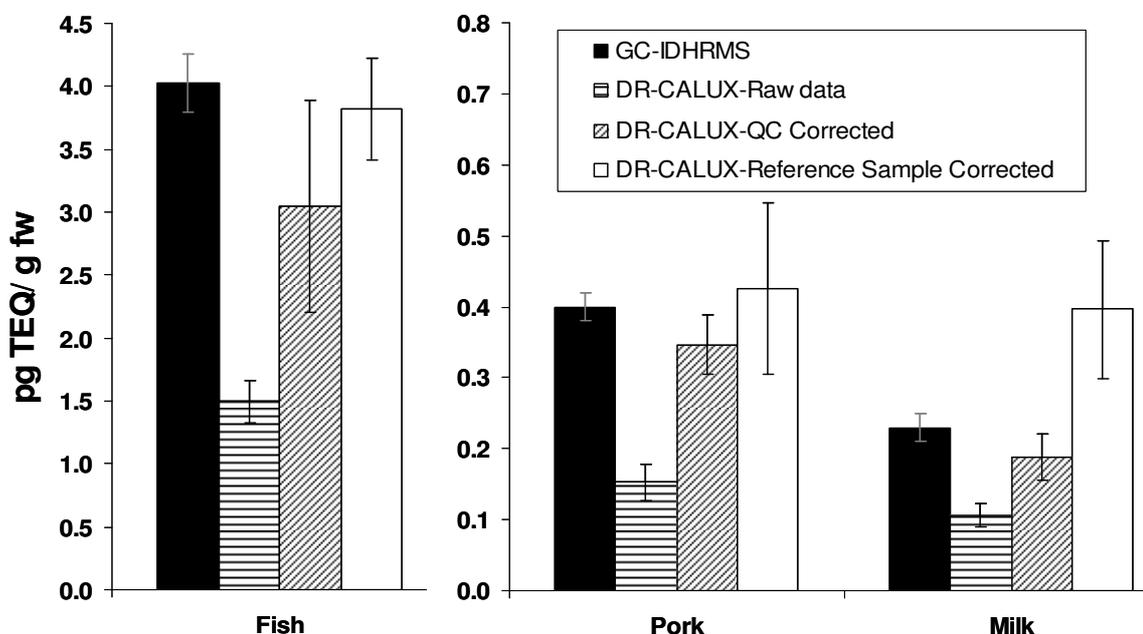 pg TEQ/ g fw
4.5
4.0
3.5
3.0
2.5
2.0
1.5
1.0
0.5
0.0
Fish
0.8
0.7
0.6
0.5
0.4
0.3
0.2
0.1
0.0
GC-IDHRMS
DR-CALUX-Raw data
DR-CALUX-QC Corrected
DR-CALUX-Reference Sample Corrected
Pork
Milk